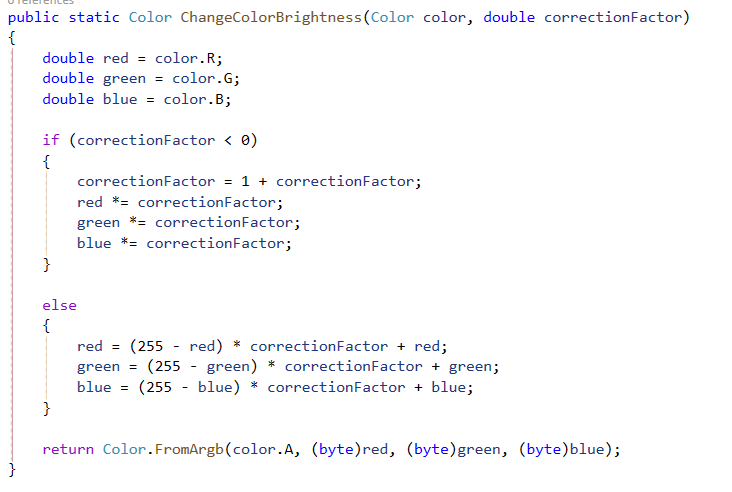 0 references
public static Color ChangeColorBrightness(Color color, double correctionFactor)
{
    double red = color.R;
    double green = color.G;
    double blue = color.B;

    if (correctionFactor < 0)
    {
        correctionFactor = 1 + correctionFactor;
        red *= correctionFactor;
        green *= correctionFactor;
        blue *= correctionFactor;
    }

    else
    {
        red = (255 - red) * correctionFactor + red;
        green = (255 - green) * correctionFactor + green;
        blue = (255 - blue) * correctionFactor + blue;
    }

    return Color.FromArgb(color.A, (byte)red, (byte)green, (byte)blue);
}